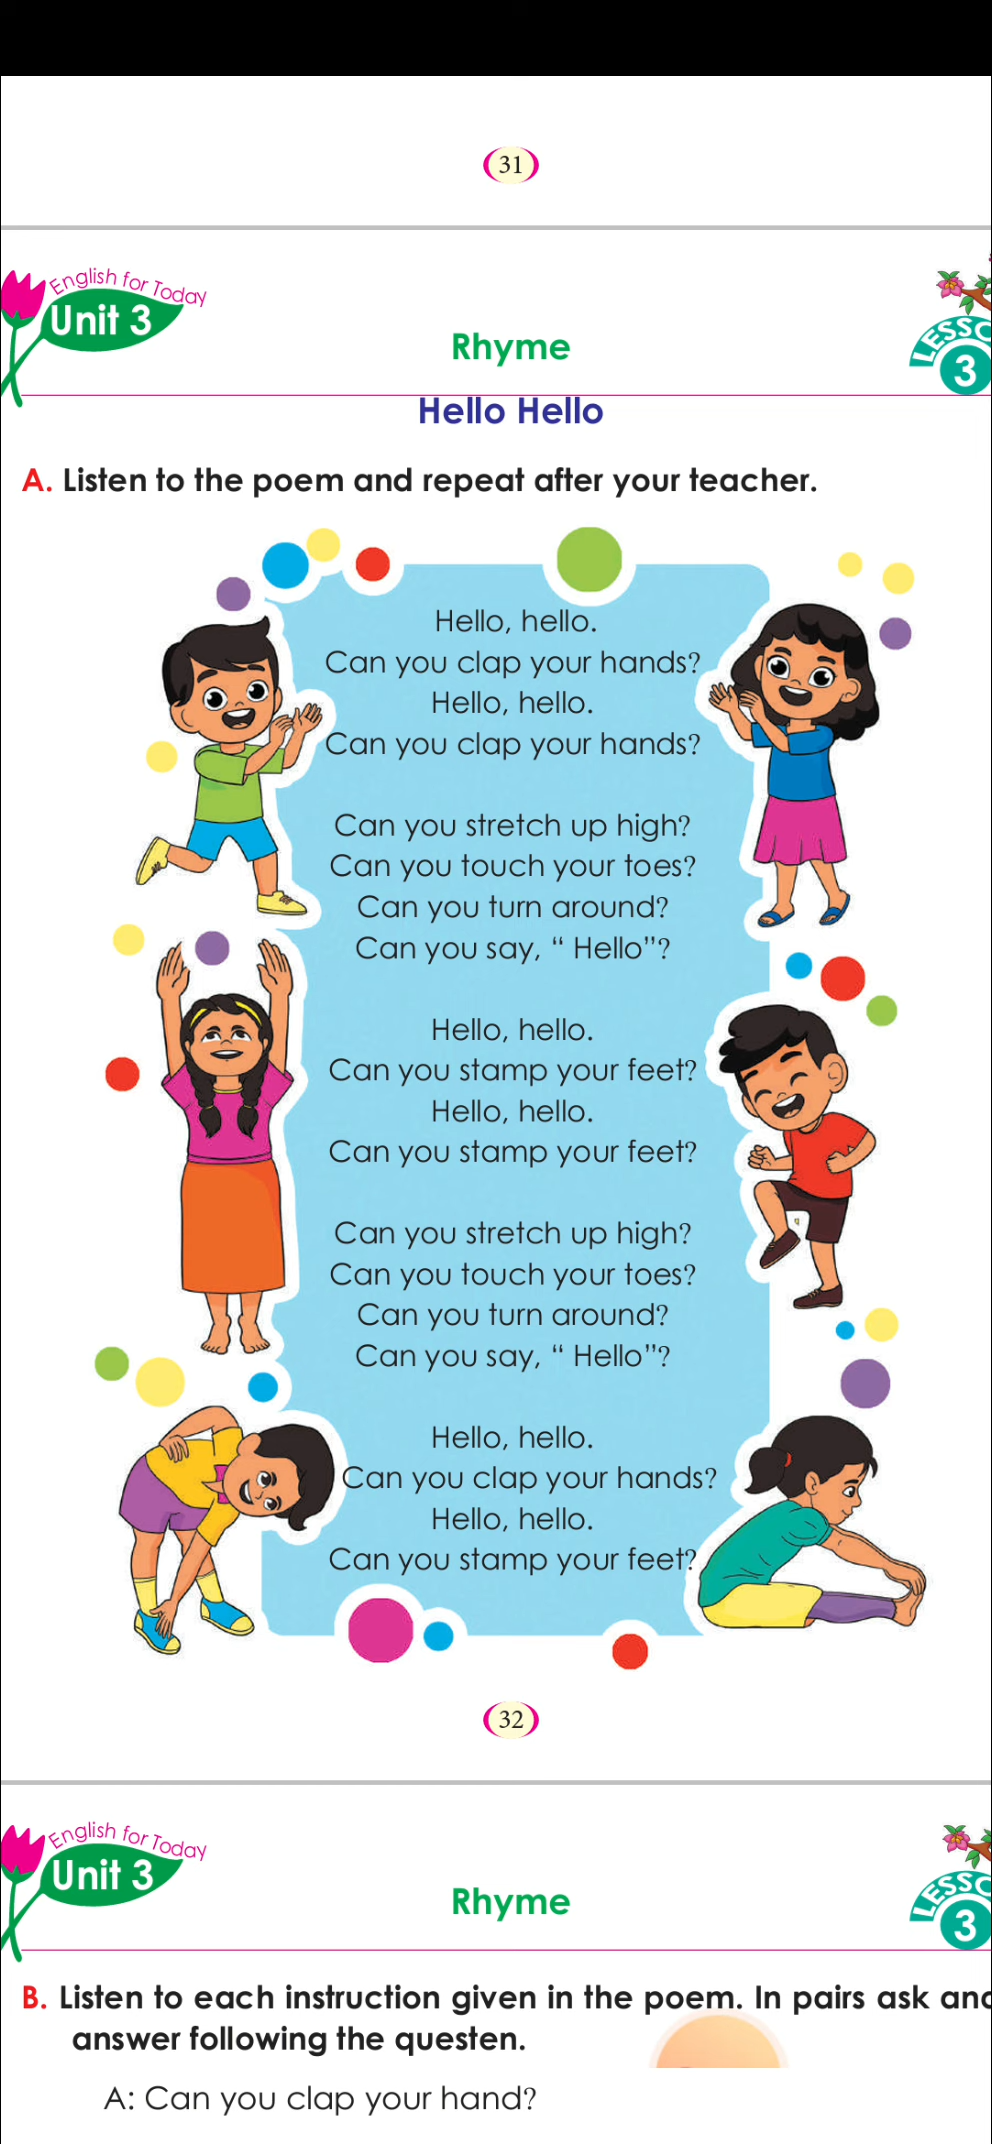 31
English for Today
Unit 3
LESSO
3
Rhyme
Hello Hello
A. Listen to the poem and repeat after your teacher.
Hello, hello.
Can you clap your hands?
Hello, hello.
Can you clap your hands?
Can you stretch up high?
Can you touch your toes?
Can you turn around?
Can you say, “ Hello”?
Hello, hello.
Can you stamp your feet?
Hello, hello.
Can you stamp your feet?
Can you stretch up high?
Can you touch your toes?
Can you turn around?
Can you say, “ Hello”?
Hello, hello.
Can you clap your hands?
Hello, hello.
Can you stamp your feet?
32
English for Today
Unit 3
LESSO
3
Rhyme
B. Listen to each instruction given in the poem. In pairs ask and
answer following the questen.
A: Can you clap your hand?